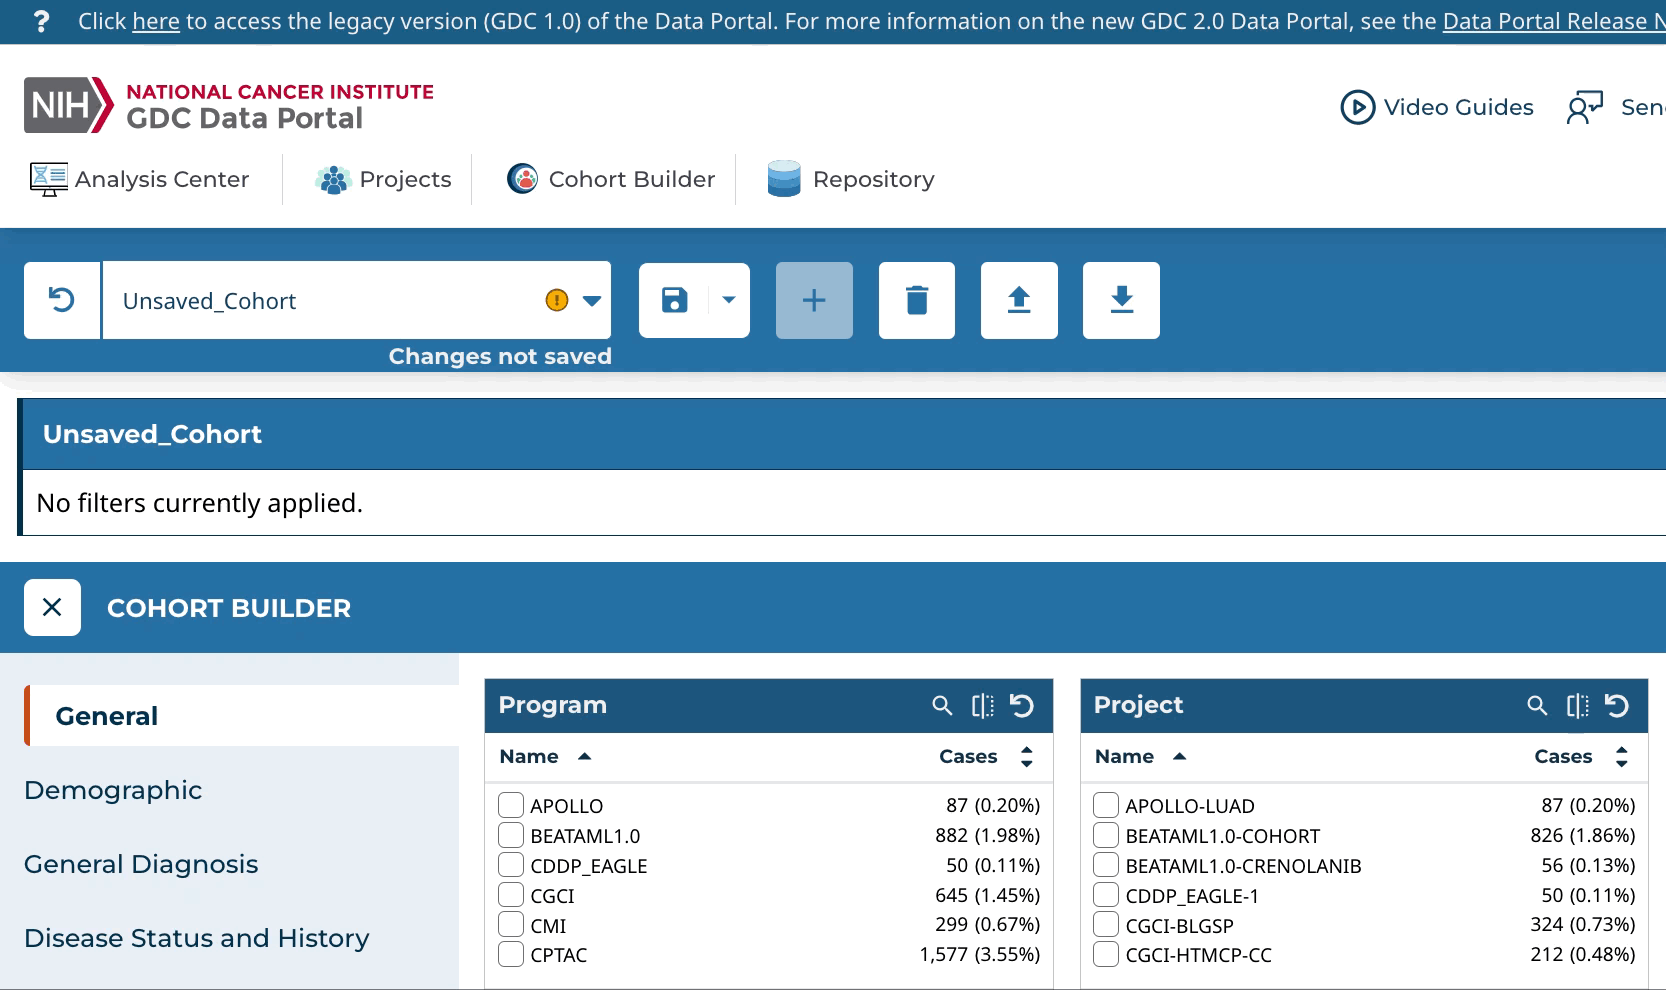 ? Click here to access the legacy version (GDC 1.0) of the Data Portal. For more information on the new GDC 2.0 Data Portal, see the Data Portal Release
NIH NATIONAL CANCER INSTITUTE
GDC Data Portal
Video Guides
Analysis Center Projects Cohort Builder Repository
Unsaved_Cohort
Changes not saved
Unsaved_Cohort
No filters currently applied.
COHORT BUILDER
General
Demographic
General Diagnosis
Disease Status and History
Program
Name Cases
APOLLO 87 (0.20%)
BEATAML1.0 882 (1.98%)
CDDP_EAGLE 50 (0.11%)
CGCI 645 (1.45%)
CMI 299 (0.67%)
CPTAC 1,577 (3.55%)
Project
Name Cases
APOLLO-LUAD 87 (0.20%)
BEATAML1.0-COHORT 826 (1.86%)
BEATAML1.0-CRENOLANIB 56 (0.13%)
CDDP_EAGLE-1 50 (0.11%)
CGCI-BLGSP 324 (0.73%)
CGCI-HTMCP-CC 212 (0.48%)